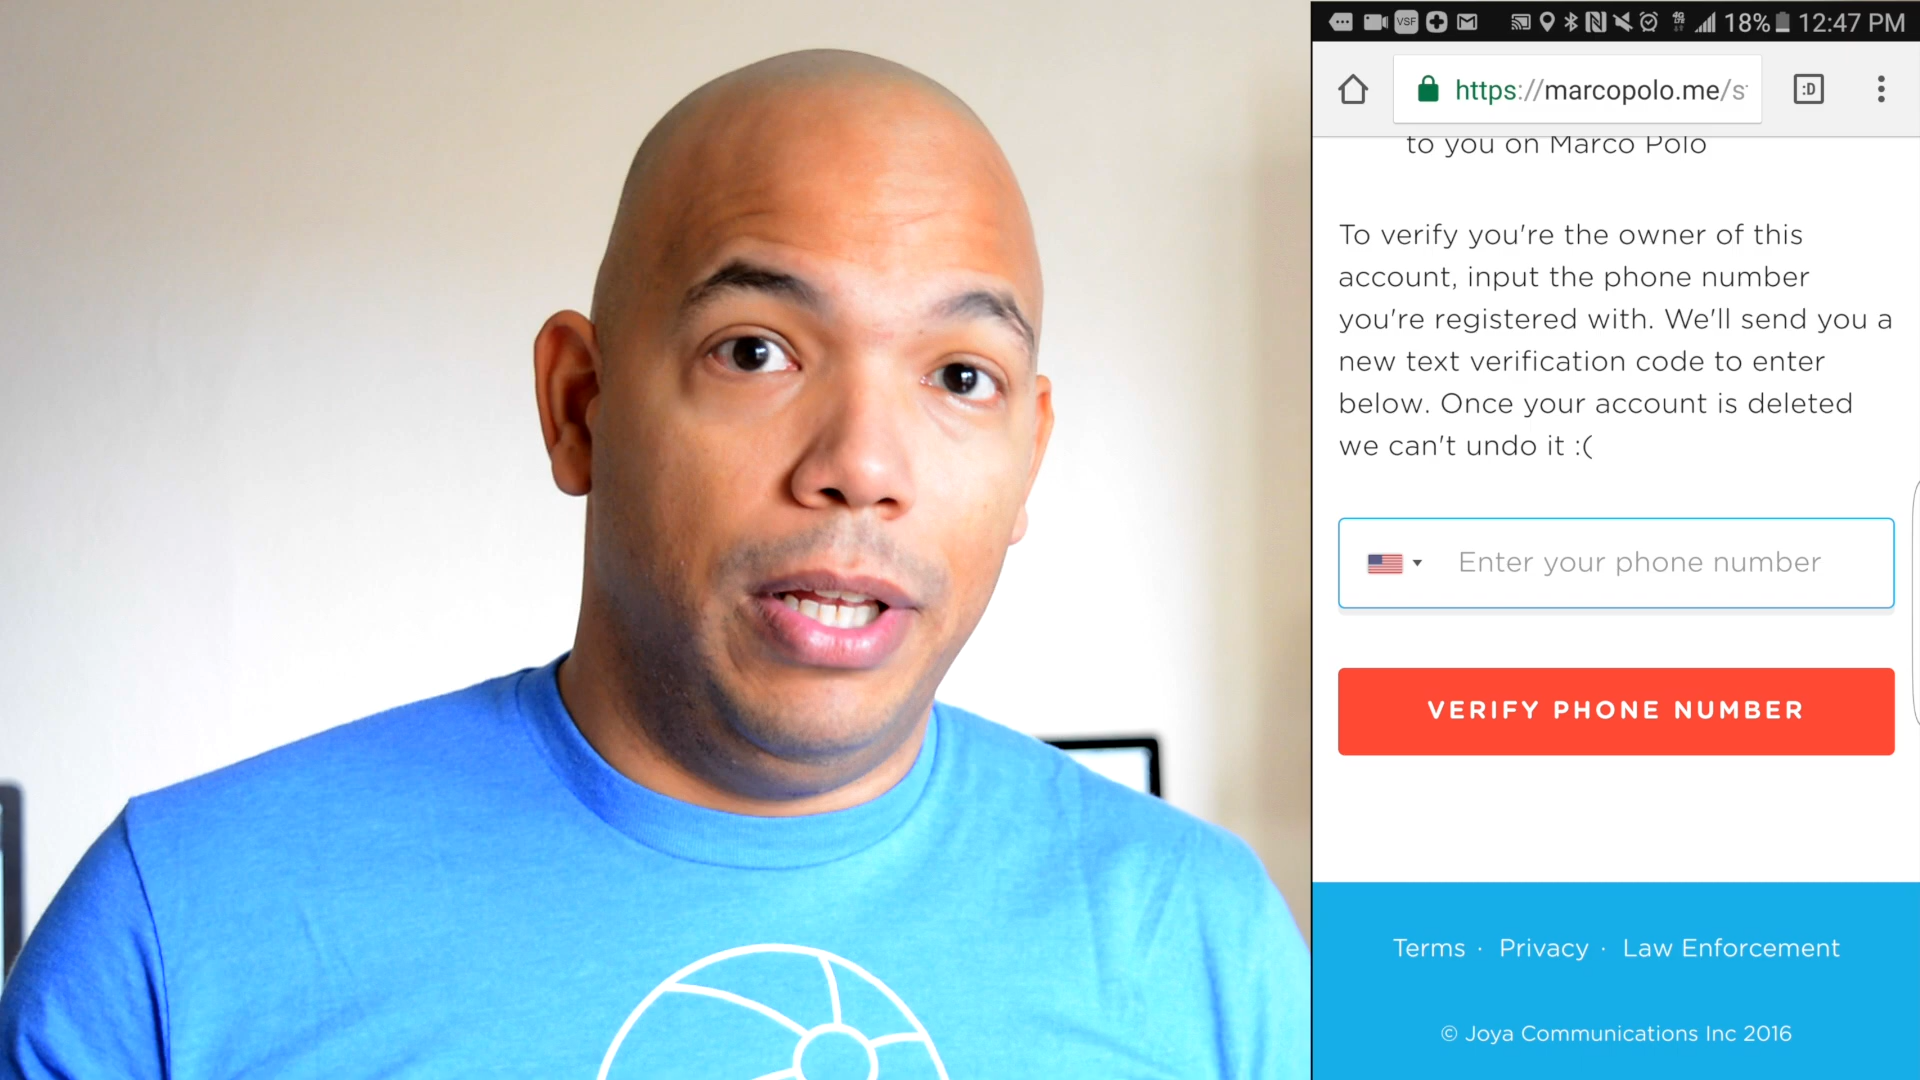 VSF 4G LTE 18% 12:47 PM
https://marcopolo.me/s
:D
to you on Marco Polo
To verify you're the owner of this
account, input the phone number
you're registered with. We'll send you a
new text verification code to enter
below. Once your account is deleted
we can't undo it :(
Enter your phone number
VERIFY PHONE NUMBER
Terms · Privacy · Law Enforcement
© Joya Communications Inc 2016